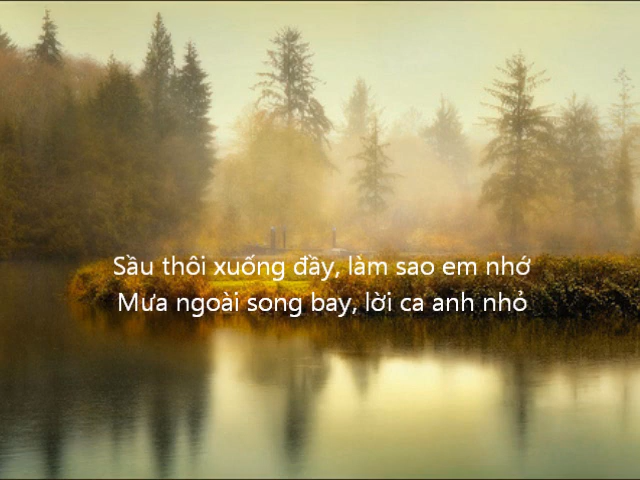 Sầu thôi xuống đầy, làm sao em nhớ
Mưa ngoài song bay, lời ca anh nhỏ